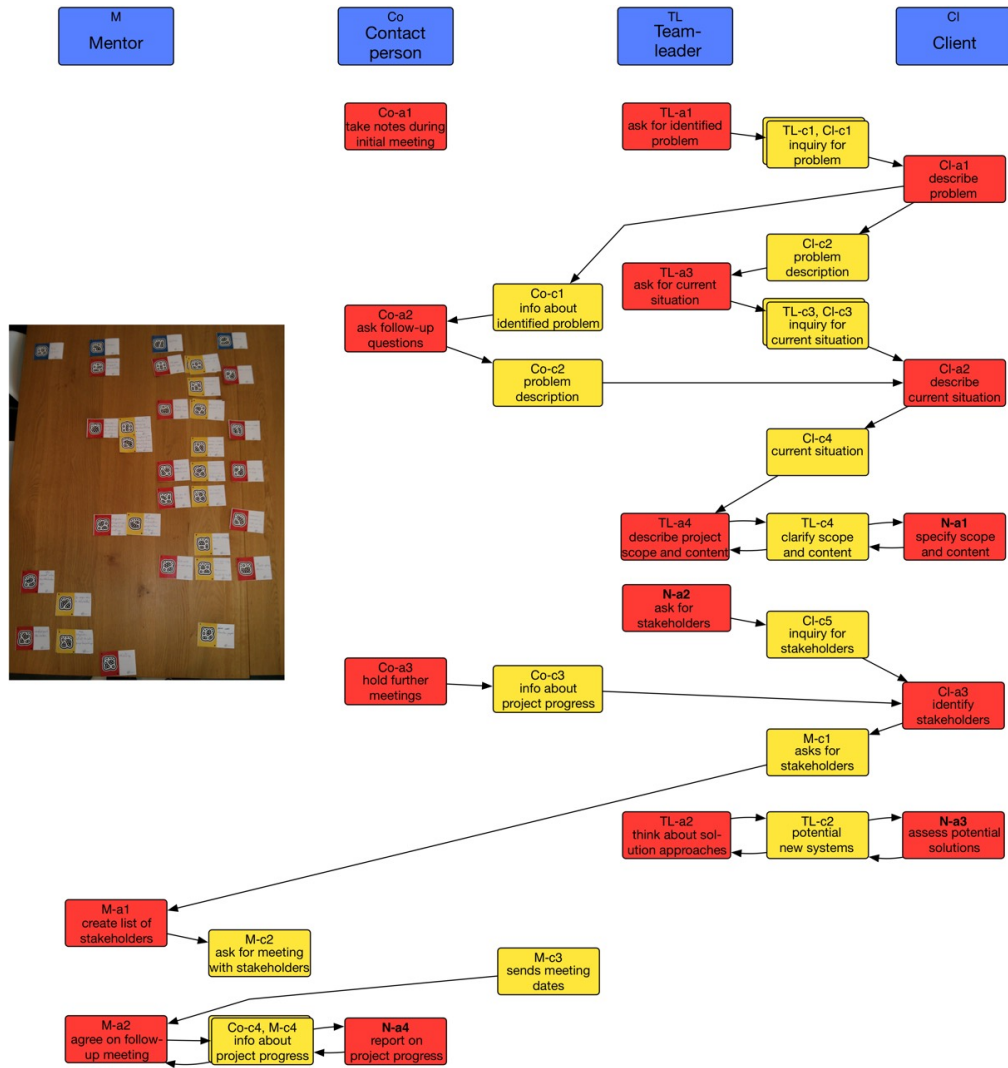 M
Mentor
Co
Contact
person
TL
Team-
leader
Cl
Client
Co-a1
take notes during
initial meeting
TL-a1
ask for identified
problem
TL-c1, Cl-c1
inquiry for
problem
Cl-a1
describe
problem
Cl-c2
problem
description
TL-a3
ask for current
situation
Co-c1
info about
identified problem
TL-c3, Cl-c3
inquiry for
current situation
Co-a2
ask follow-up
questions
Co-c2
problem
description
Cl-a2
describe
current situation
Cl-c4
current situation
TL-a4
describe project
scope and content
TL-c4
clarify scope
and content
N-a1
specify scope
and content
N-a2
ask for
stakeholders
Cl-c5
inquiry for
stakeholders
Co-a3
hold further
meetings
Co-c3
info about
project progress
Cl-a3
identify
stakeholders
M-c1
asks for
stakeholders
TL-a2
think about sol-
ution approaches
TL-c2
potential
new systems
N-a3
assess potential
solutions
M-a1
create list of
stakeholders
M-c2
ask for meeting
with stakeholders
M-c3
sends meeting
dates
M-a2
agree on follow-
up meeting
Co-c4, M-c4
info about
project progress
N-a4
report on
project progress